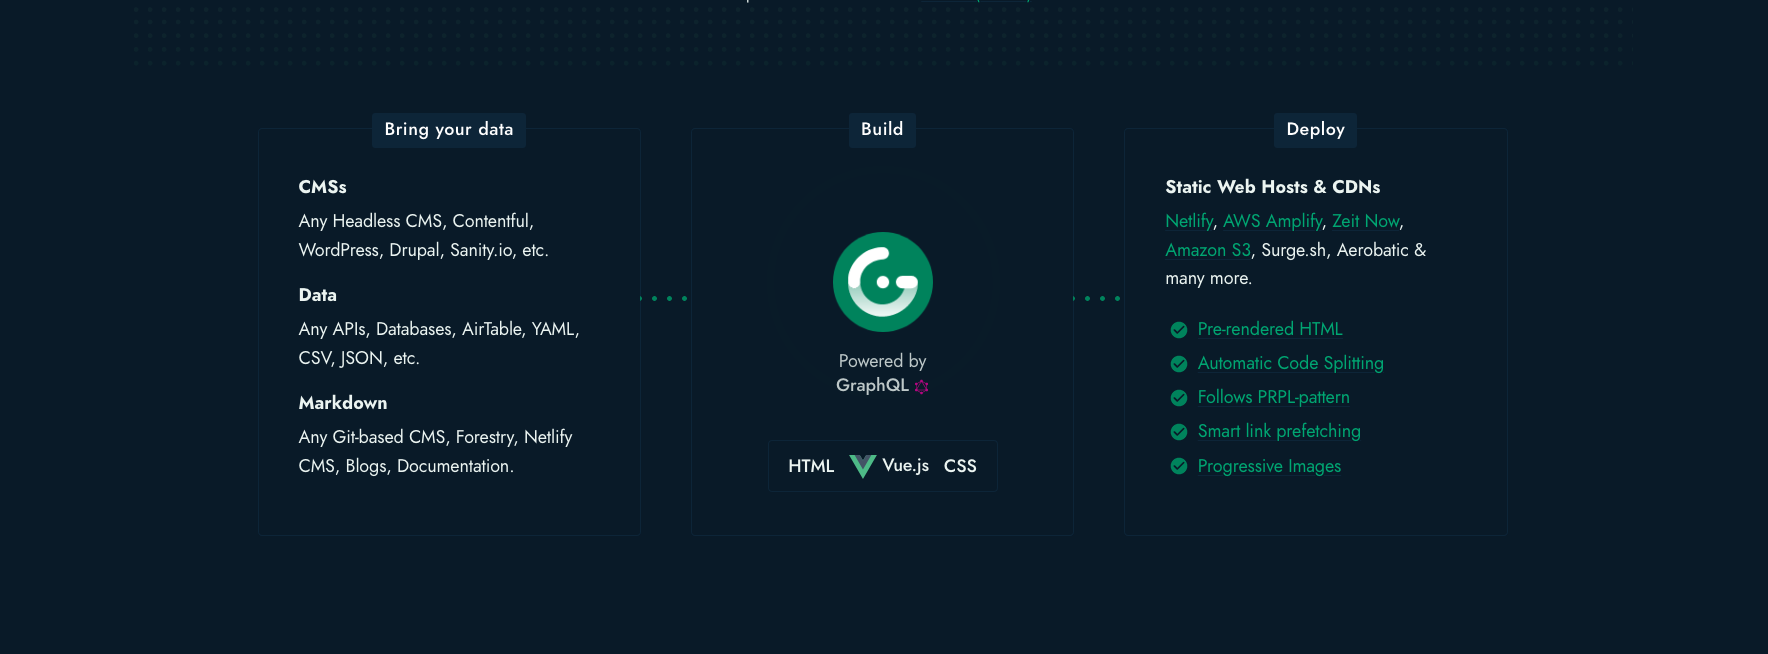 Bring your data
CMSs
Any Headless CMS, Contentful,
WordPress, Drupal, Sanity.io, etc.
Data
Any APIs, Databases, AirTable, YAML,
CSV, JSON, etc.
Markdown
Any Git-based CMS, Forestry, Netlify
CMS, Blogs, Documentation.
Build
Powered by
GraphQL
HTML Vue.js CSS
Deploy
Static Web Hosts & CDNs
Netlify, AWS Amplify, Zeit Now,
Amazon S3, Surge.sh, Aerobatic &
many more.
Pre-rendered HTML
Automatic Code Splitting
Follows PRPL-pattern
Smart link prefetching
Progressive Images